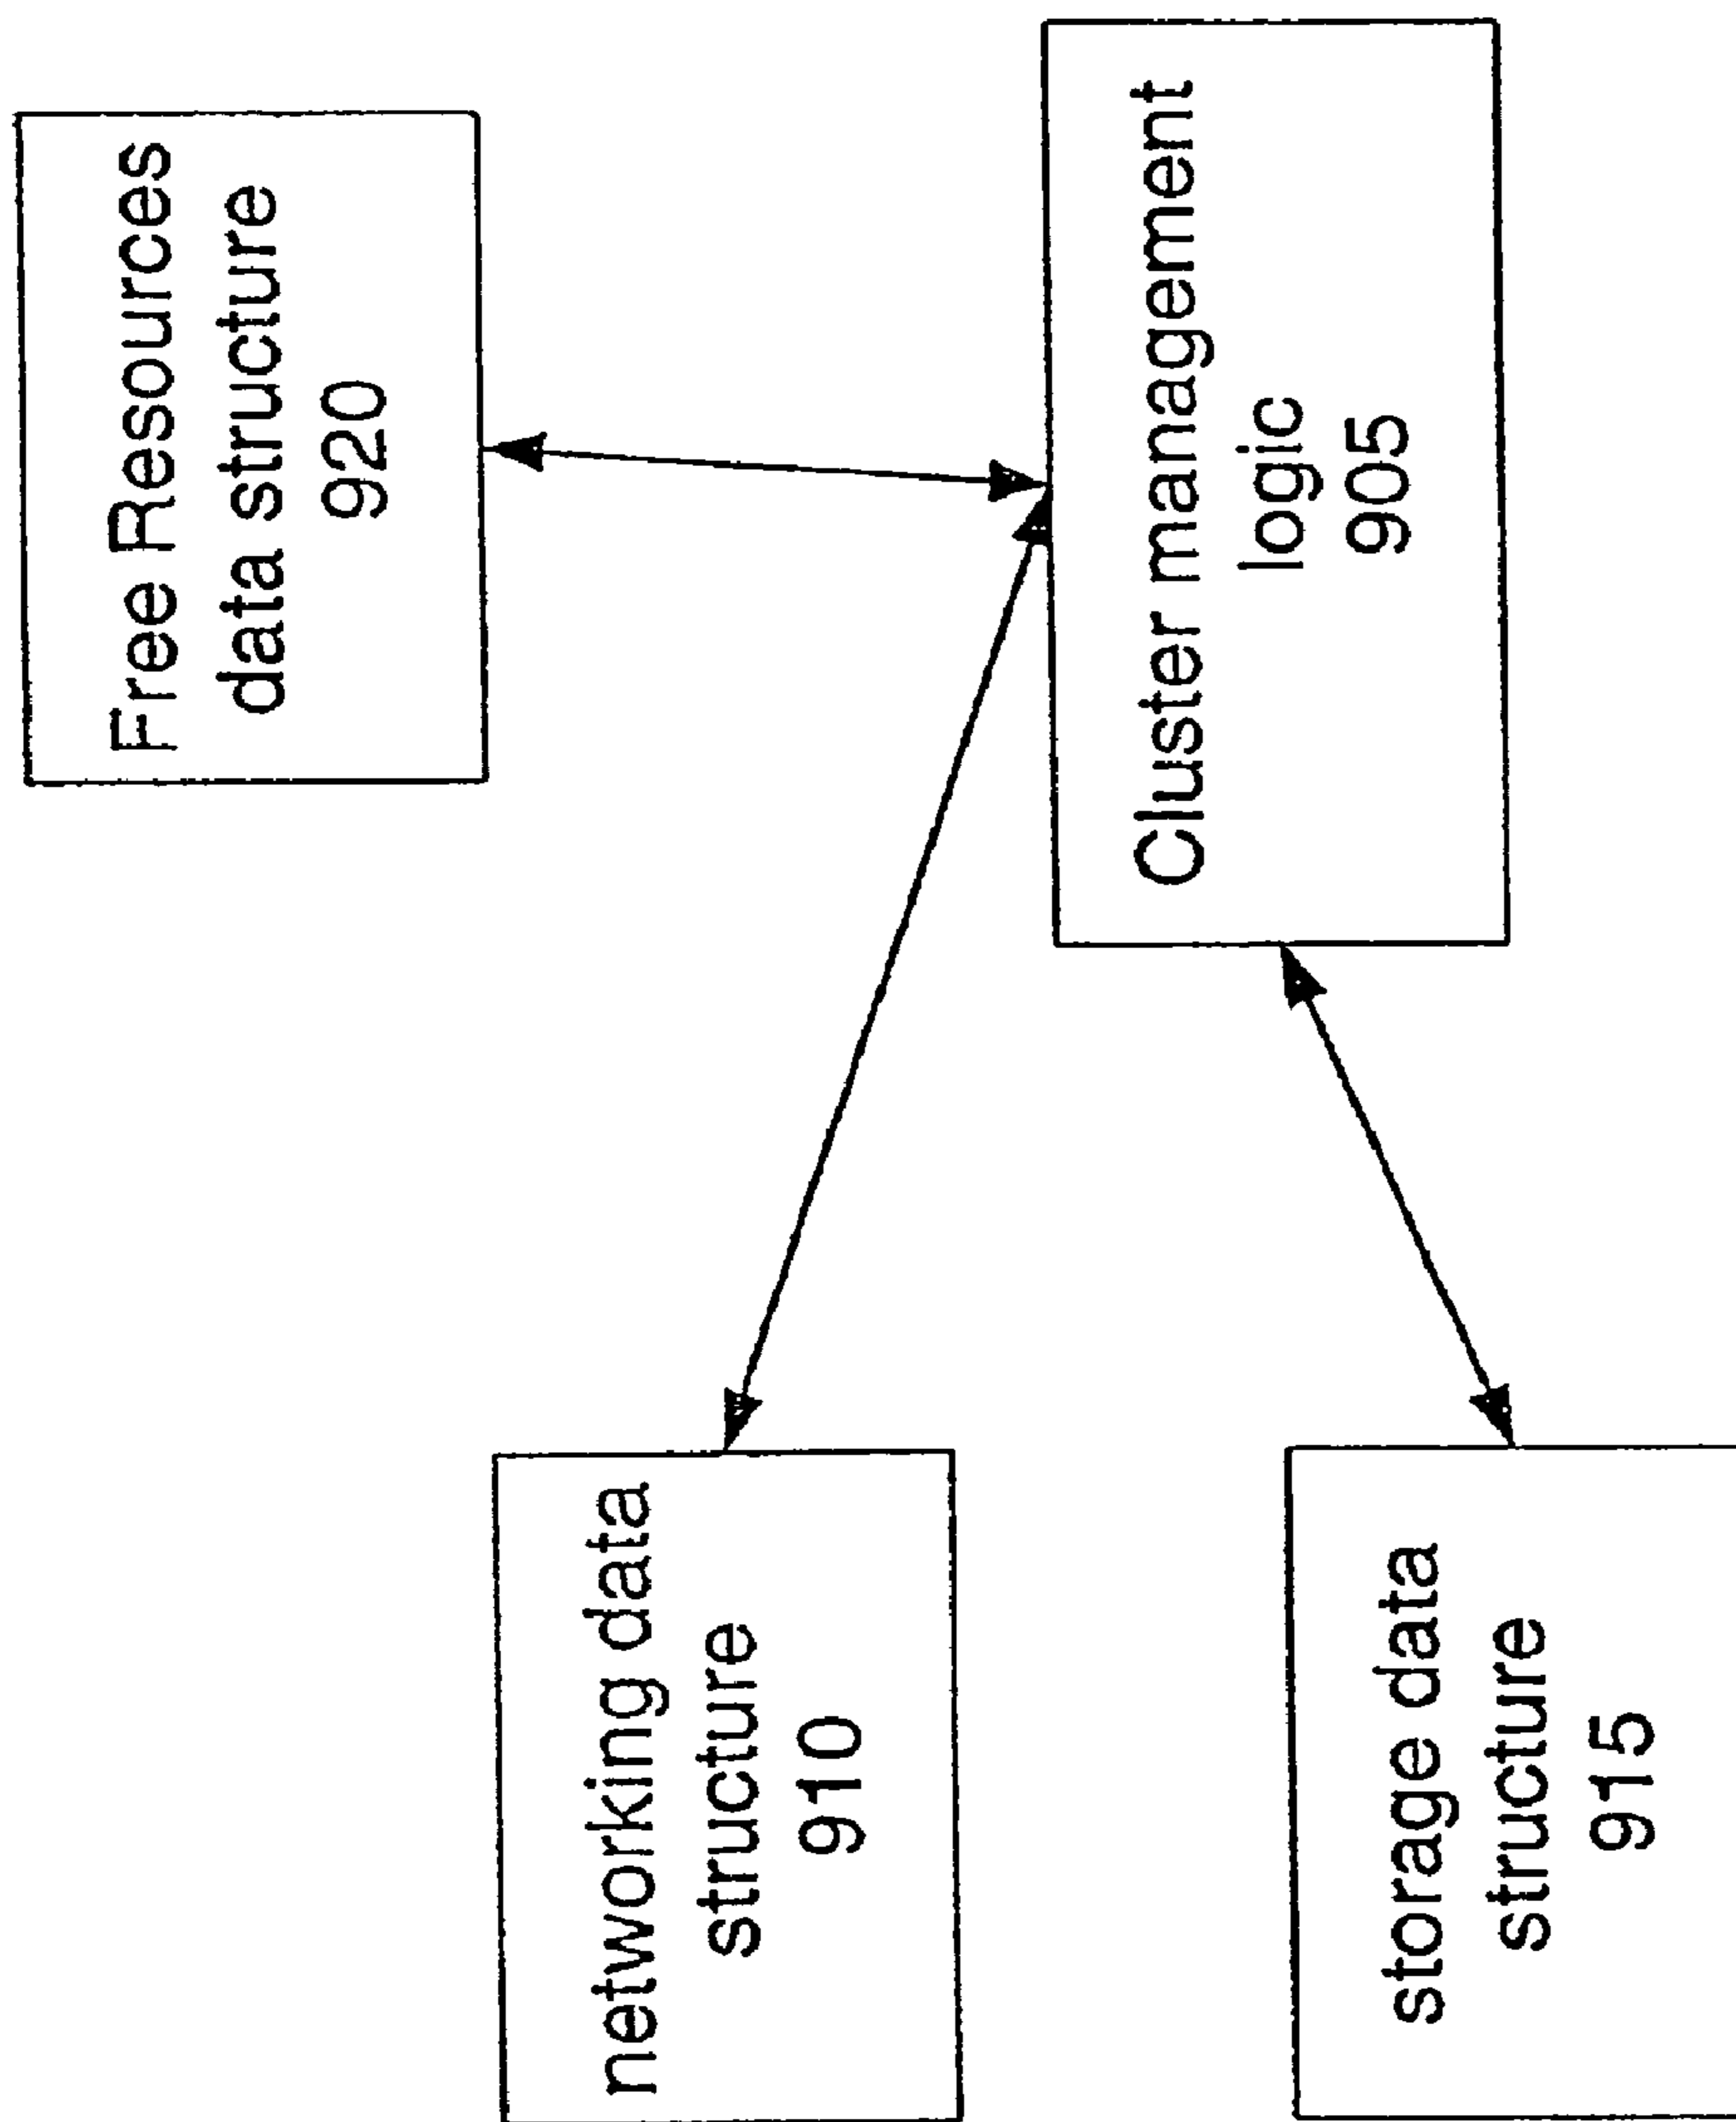 Free Resources
data structure
920
networking data
structure
910
Cluster management
logic
905
storage data
structure
915